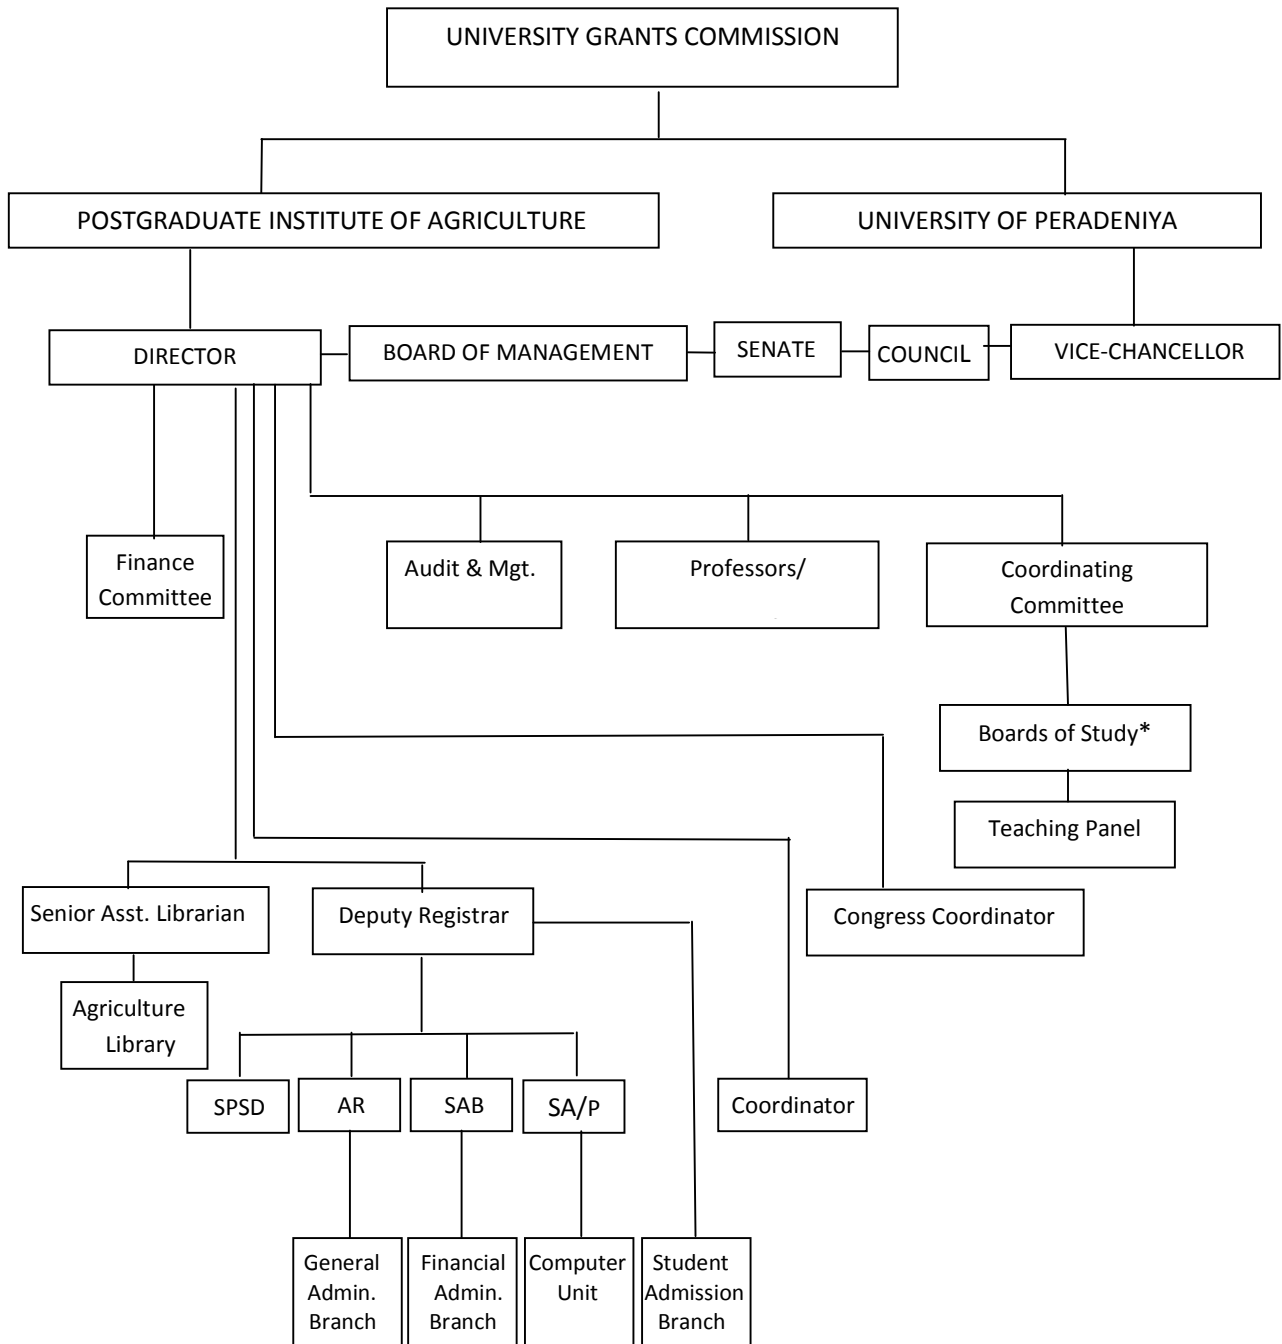 UNIVERSITY GRANTS COMMISSION
POSTGRADUATE INSTITUTE OF AGRICULTURE
UNIVERSITY OF PERADENIYA
DIRECTOR
BOARD OF MANAGEMENT
SENATE
COUNCIL
VICE-CHANCELLOR
Finance
Committee
Audit & Mgt.
Professors/
Coordinating
Committee
Boards of Study*
Teaching Panel
Senior Asst. Librarian
Deputy Registrar
Congress Coordinator
Agriculture
Library
SPSD
AR
SAB
SA/P
Coordinator
General
Admin.
Branch
Financial
Admin.
Branch
Computer
Unit
Student
Admission
Branch